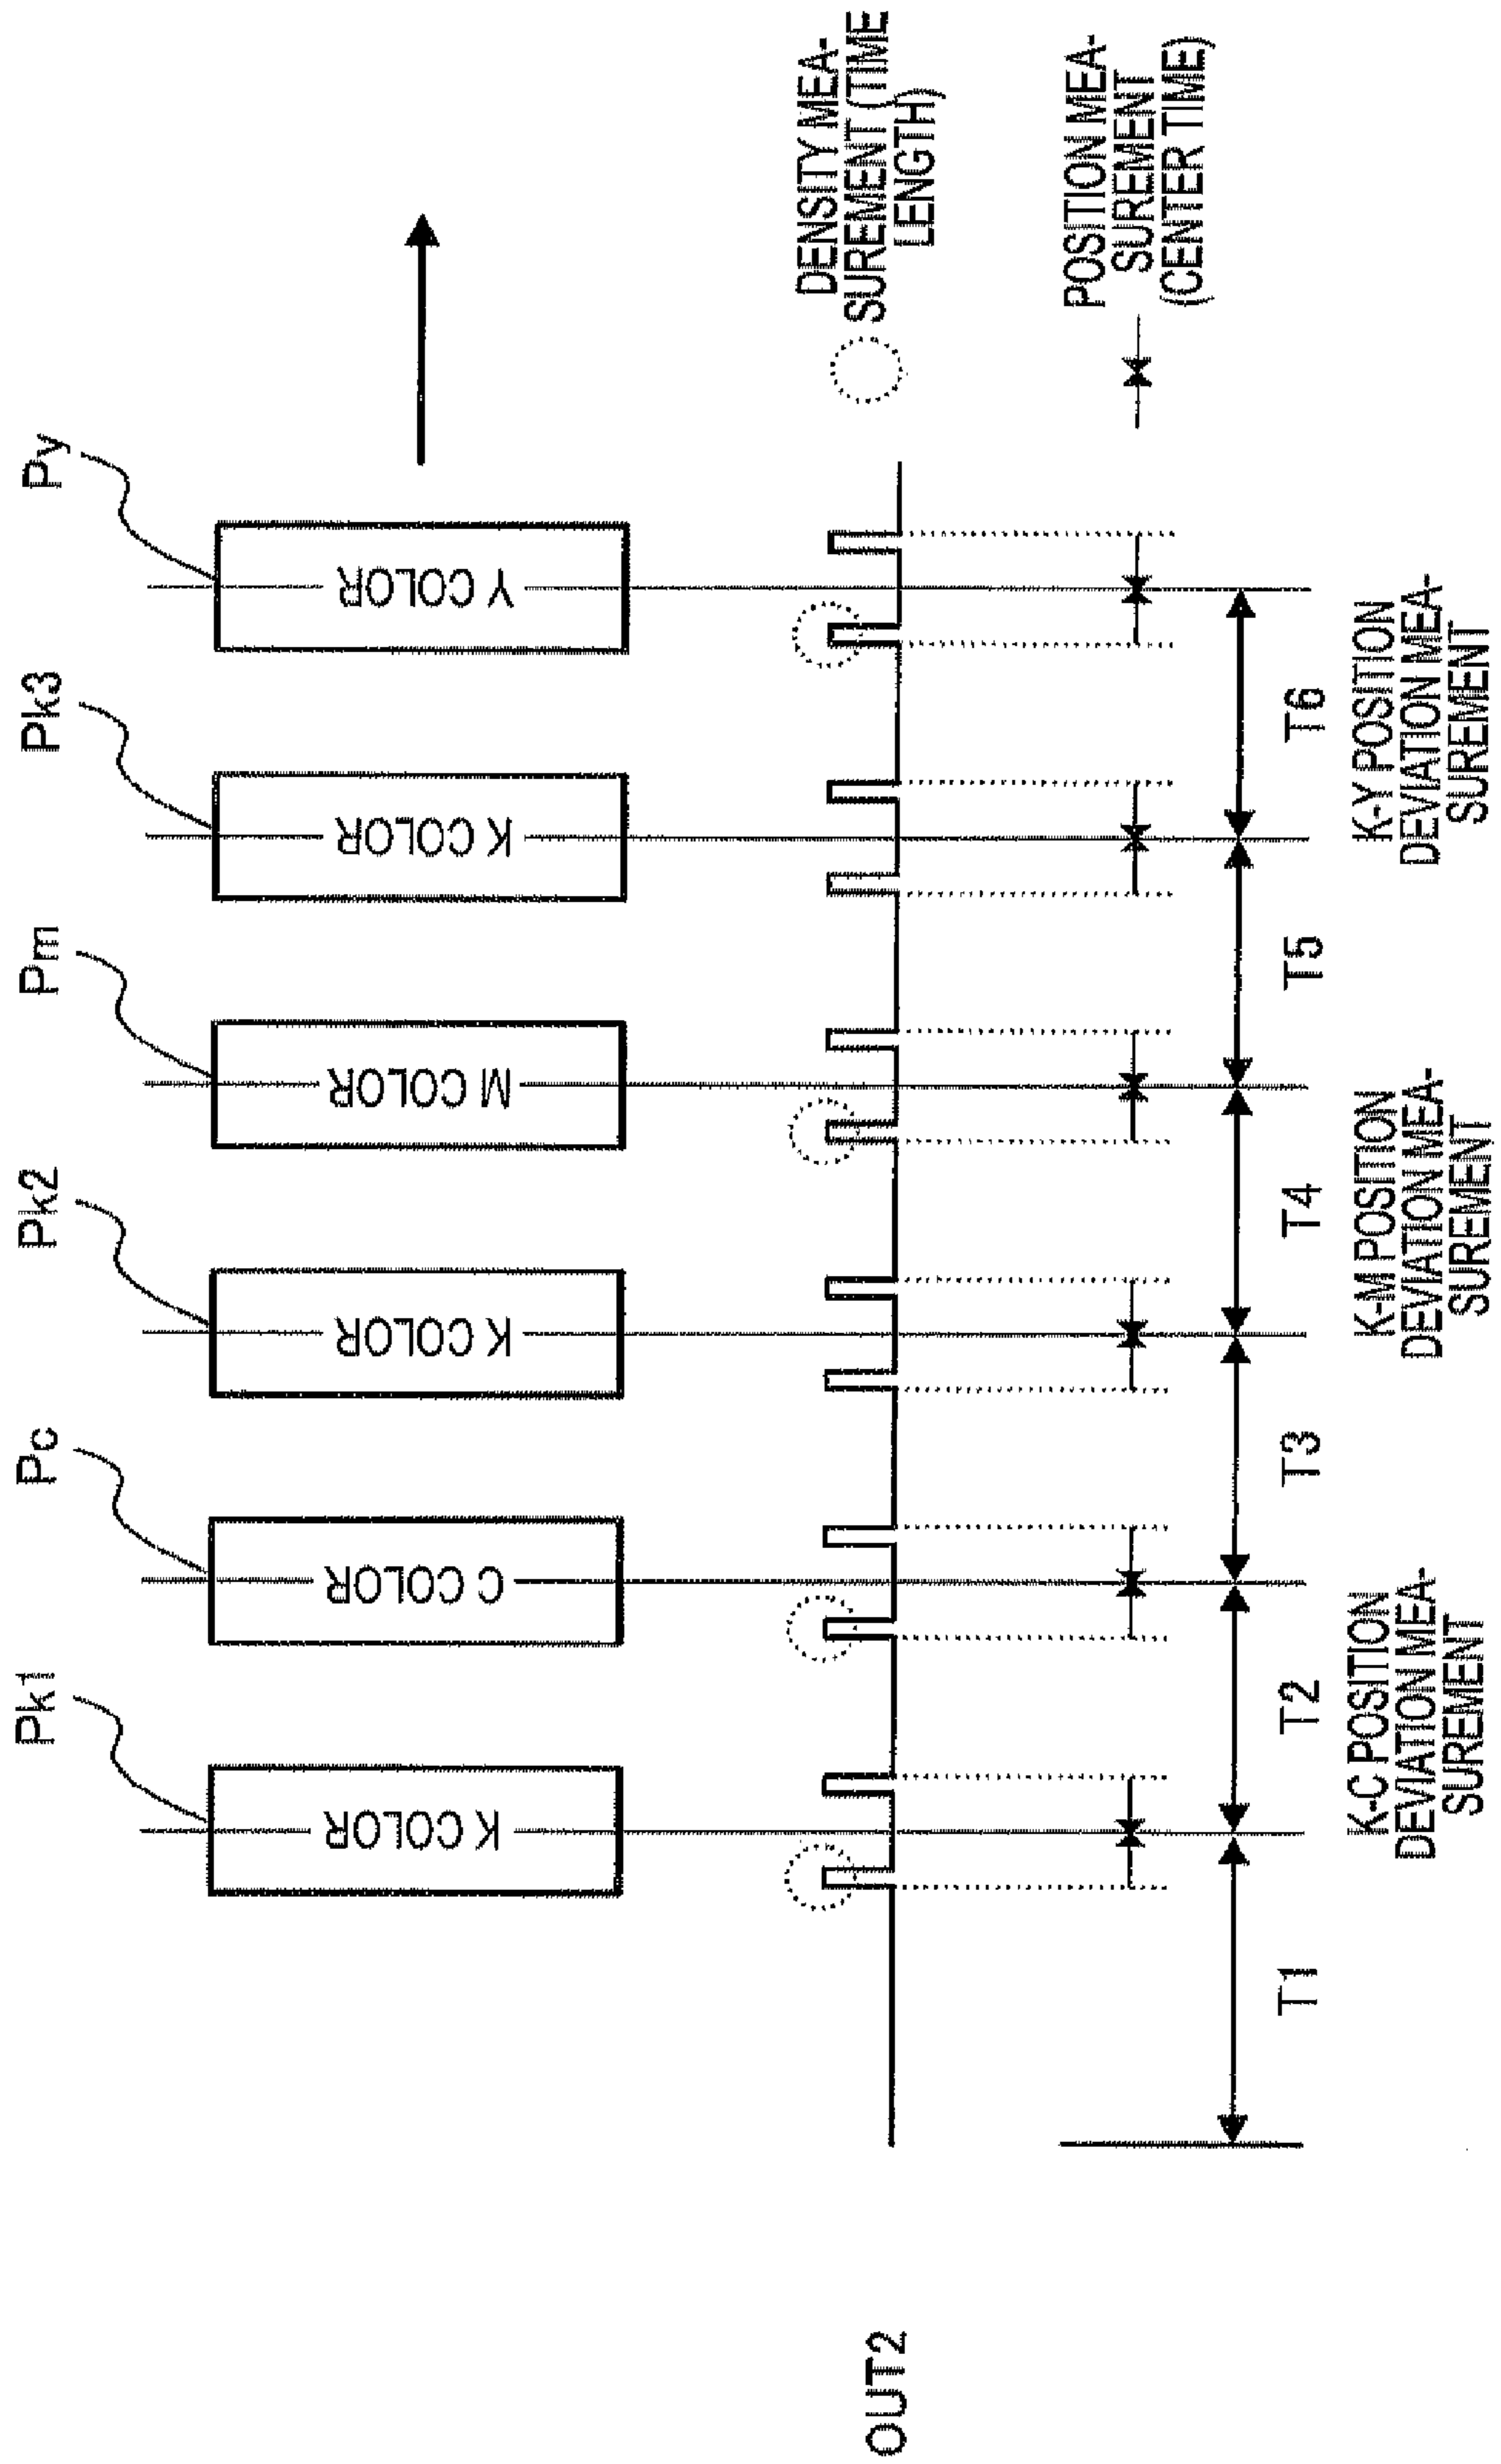 Pk1
Pc
Pk2
Pm
Pk3
Py
K COLOR
C COLOR
K COLOR
M COLOR
K COLOR
Y COLOR
OUT2
DENSITY MEA-
SUREMENT (TIME
LENGTH)
POSITION MEA-
SUREMENT
(CENTER TIME)
T1
T2
T3
T4
T5
T6
K-C POSITION
DEVIATION MEA-
SUREMENT
K-M POSITION
DEVIATION MEA-
SUREMENT
K-Y POSITION
DEVIATION MEA-
SUREMENT